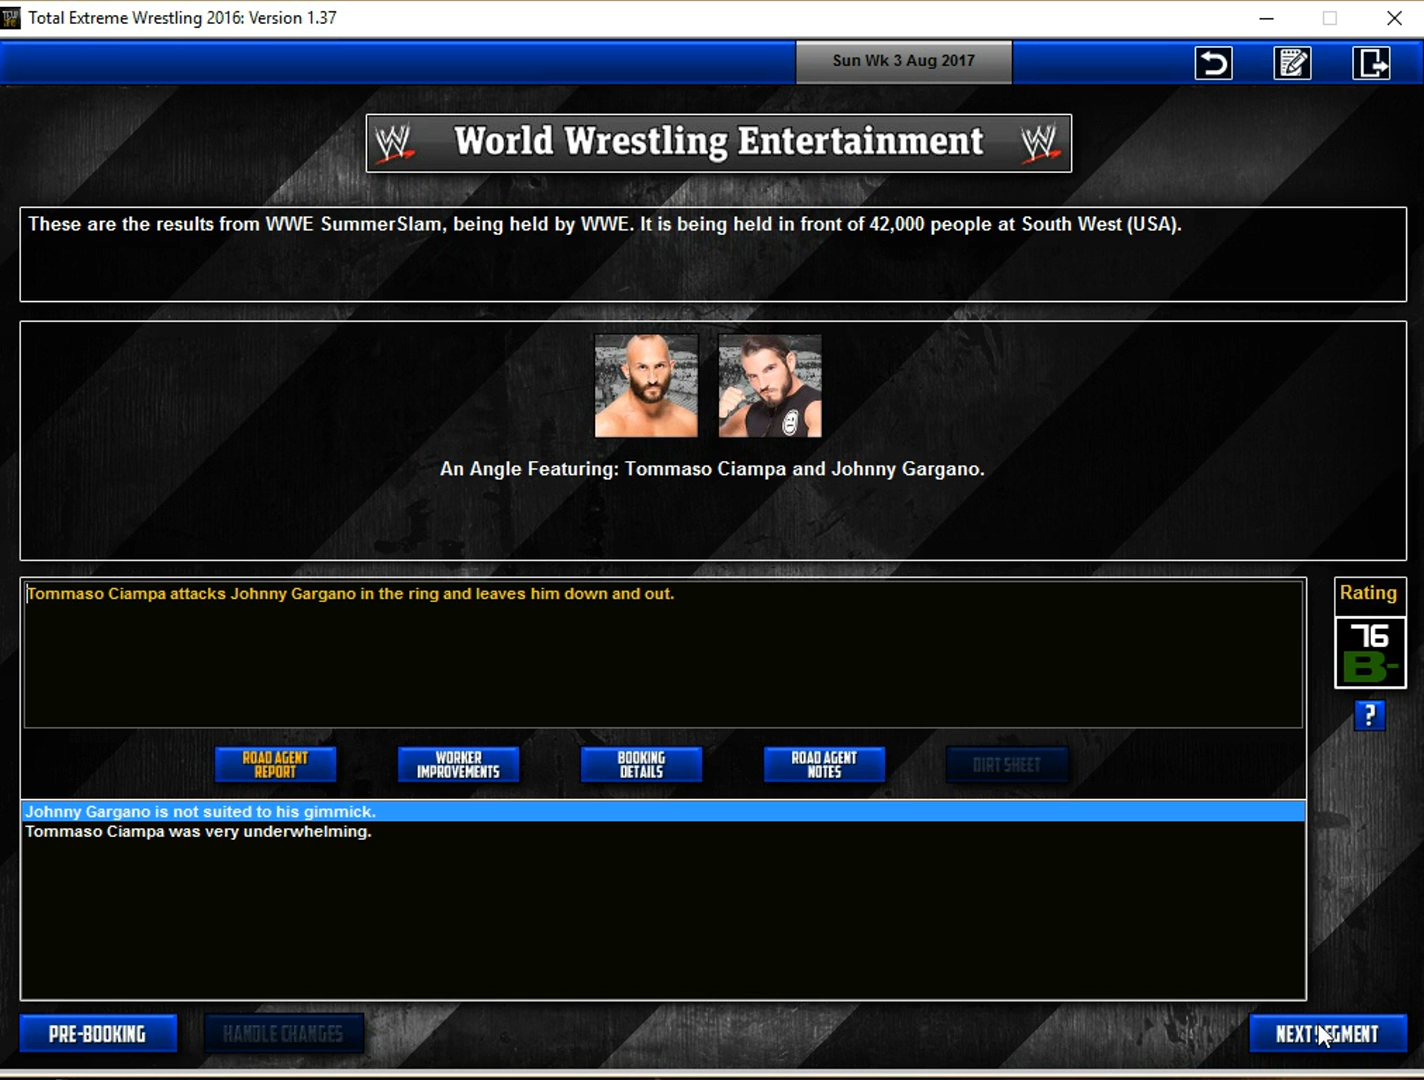 Total Extreme Wrestling 2016: Version 1.37
Sun Wk 3 Aug 2017
World Wrestling Entertainment
These are the results from WWE SummerSlam, being held by WWE. It is being held in front of 42,000 people at South West (USA).
An Angle Featuring: Tommaso Ciampa and Johnny Gargano.
Tommaso Ciampa attacks Johnny Gargano in the ring and leaves him down and out.
Rating
76
B-
?
ROAD AGENT
REPORT
WORKER
IMPROVEMENTS
BOOKING
DETAILS
ROAD AGENT
NOTES
DIRT SHEET
Johnny Gargano is not suited to his gimmick.
Tommaso Ciampa was very underwhelming.
PRE-BOOKING
HANDLE CHANGES
NEXT SEGMENT